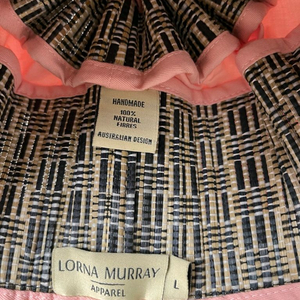 HANDMADE
100%
NATURAL
FIBRES
AUSTRALIAN DESIGN
LORNA MURRAY
APPAREL
L